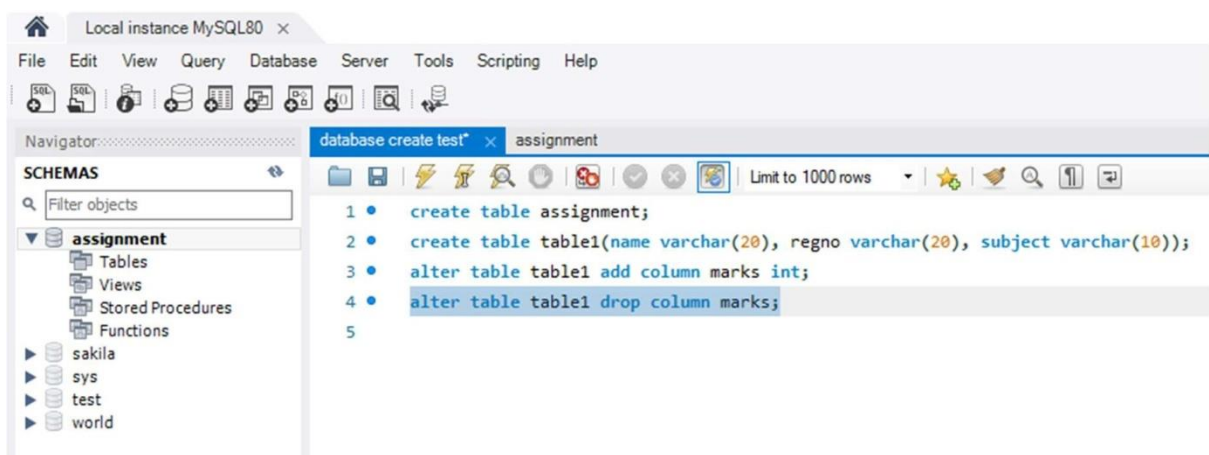 Local instance MySQL80 ×
File Edit View Query Database Server Tools Scripting Help
SQL SQL
Navigator
database create test* × assignment
SCHEMAS
Limit to 1000 rows
Filter objects
1 create table assignment;
assignment
2 create table table1(name varchar(20), regno varchar(20), subject varchar(10));
Tables
3 alter table table1 add column marks int;
Views
Stored Procedures
4 alter table table1 drop column marks;
Functions
5
sakila
sys
test
world